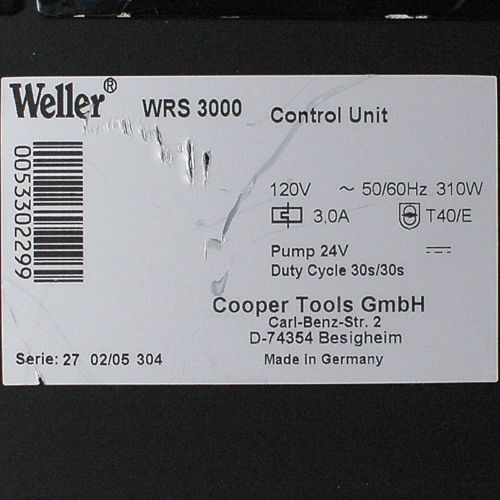 Weller®
WRS 3000 Control Unit
0053302299
120V ~ 50/60Hz 310W
3,0A T40/E
Pump 24V
Duty Cycle 30s/30s
Cooper Tools GmbH
Carl-Benz-Str. 2
D-74354 Besigheim
Serie: 27 02/05 304 Made in Germany